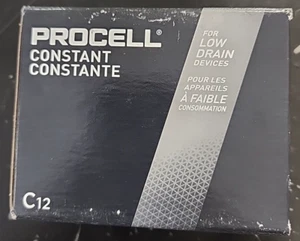 PROCELL®
CONSTANT
CONSTANTE
FOR
LOW
DRAIN
DEVICES
POUR LES
APPAREILS
À FAIBLE
CONSOMMATION
C12